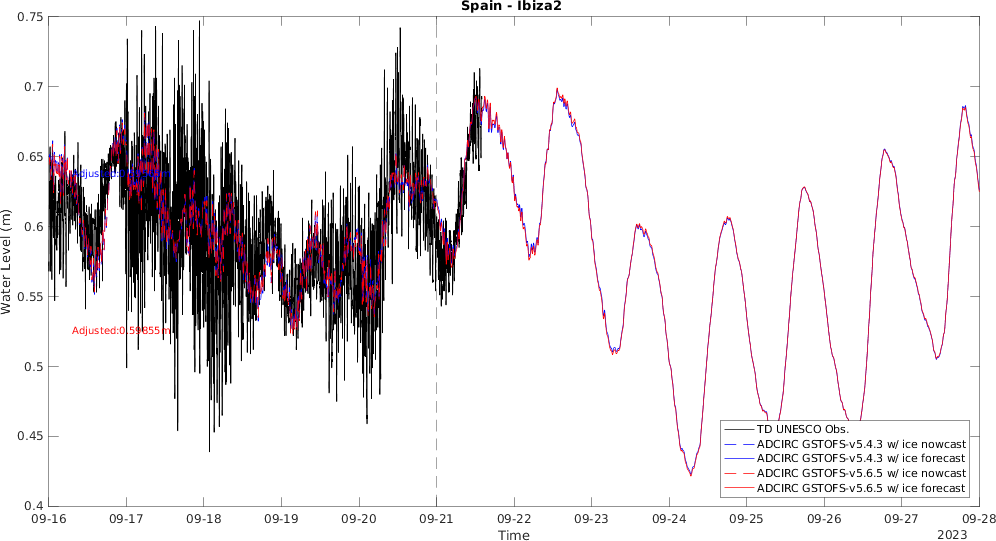 Spain - Ibiza2
Water Level (m)
0.75
0.7
0.65
0.6
0.55
0.5
0.45
0.4
Adjusted:0.59855m
TD UNESCO Obs.
ADCIRC GSTOFS-v5.4.3 w/ ice nowcast
ADCIRC GSTOFS-v5.4.3 w/ ice forecast
ADCIRC GSTOFS-v5.6.5 w/ ice nowcast
ADCIRC GSTOFS-v5.6.5 w/ ice forecast
09-16 09-17 09-18 09-19 09-20 09-21 09-22 09-23 09-24 09-25 09-26 09-27 09-28
Time
2023